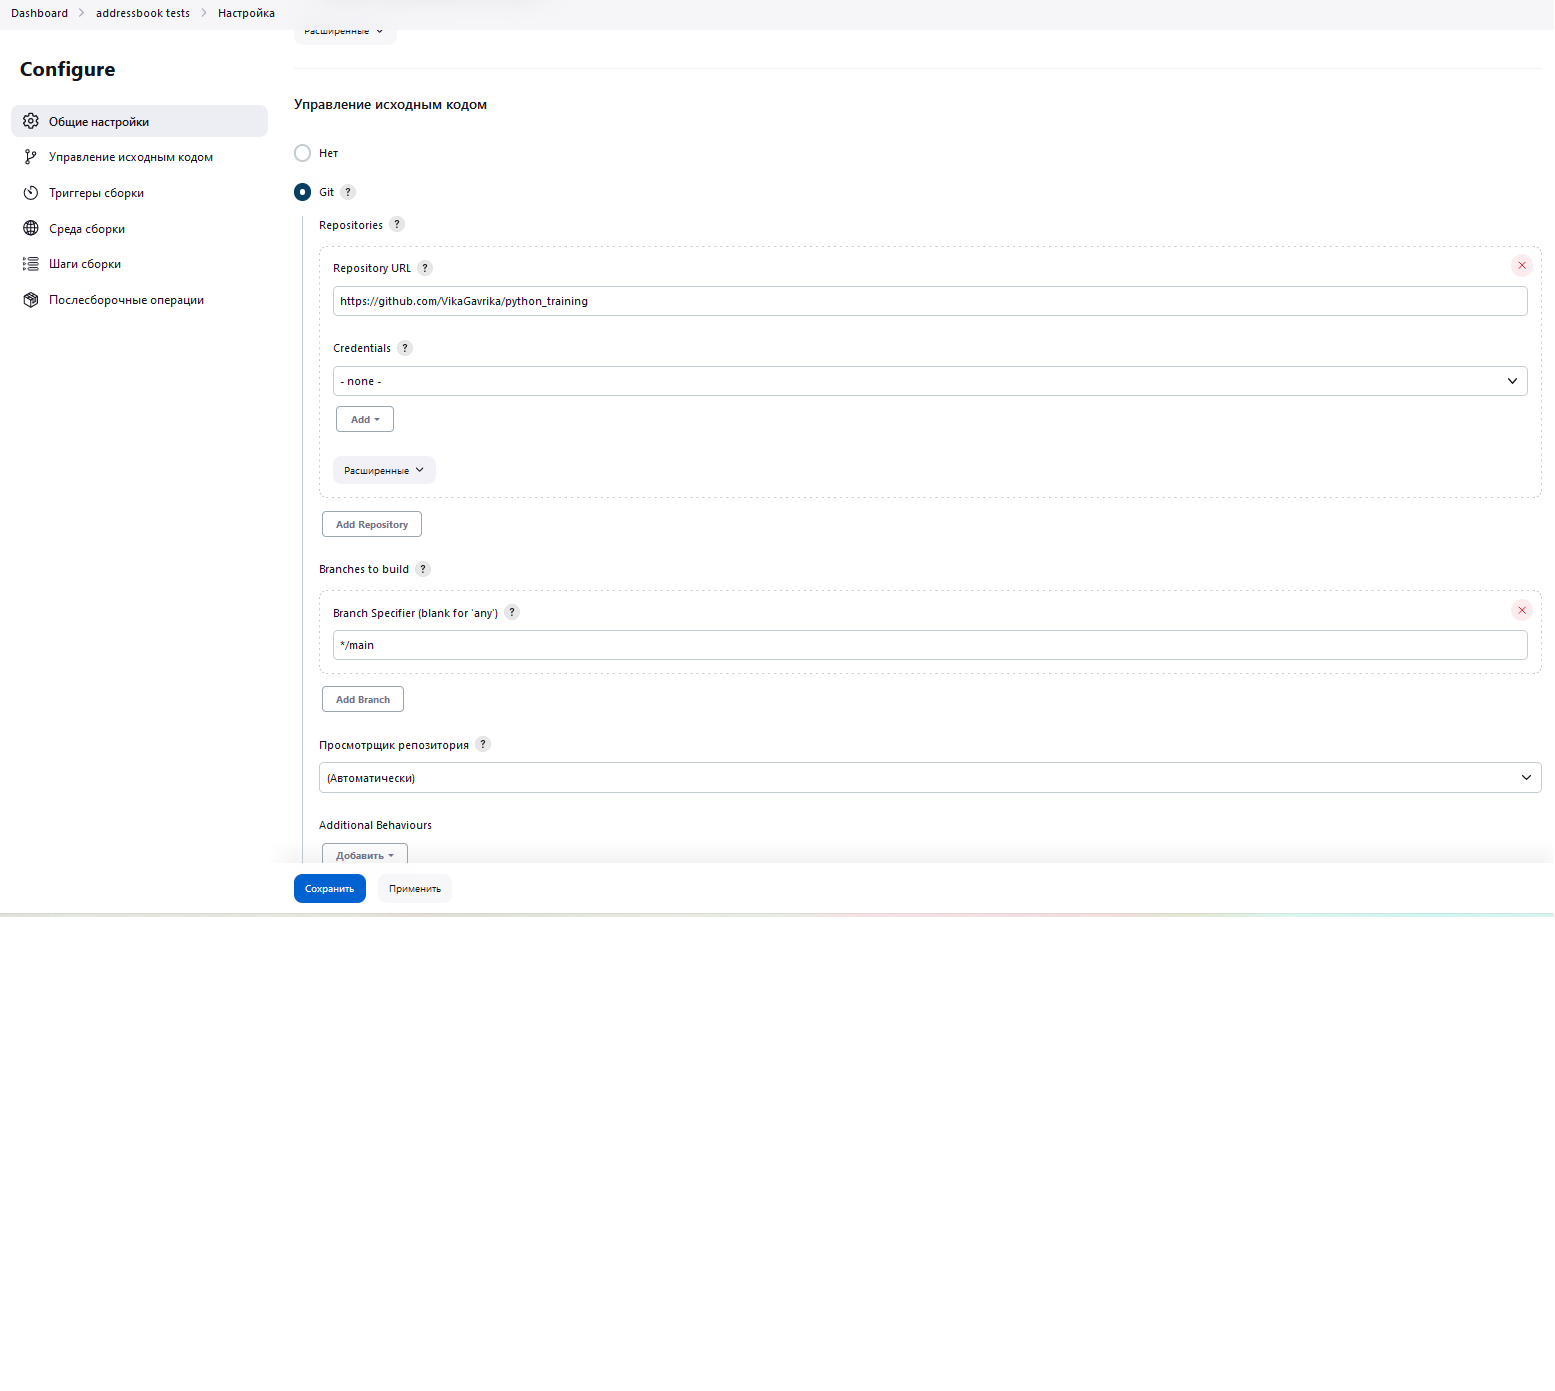 Dashboard > addressbook tests > Настройка
Расширенные
Configure
Общие настройки
Управление исходным кодом
Триггеры сборки
Среда сборки
Шаги сборки
Послесборочные операции
Управление исходным кодом
Нет
Git ?
Repositories ?
Repository URL ?
https://github.com/VikaGavrika/python_training
Credentials ?
- none -
Add
Расширенные
Add Repository
Branches to build ?
Branch Specifier (blank for 'any') ?
*/main
Add Branch
Просмотрщик репозитория ?
(Автоматически)
Additional Behaviours
Добавить
Сохранить
Применить